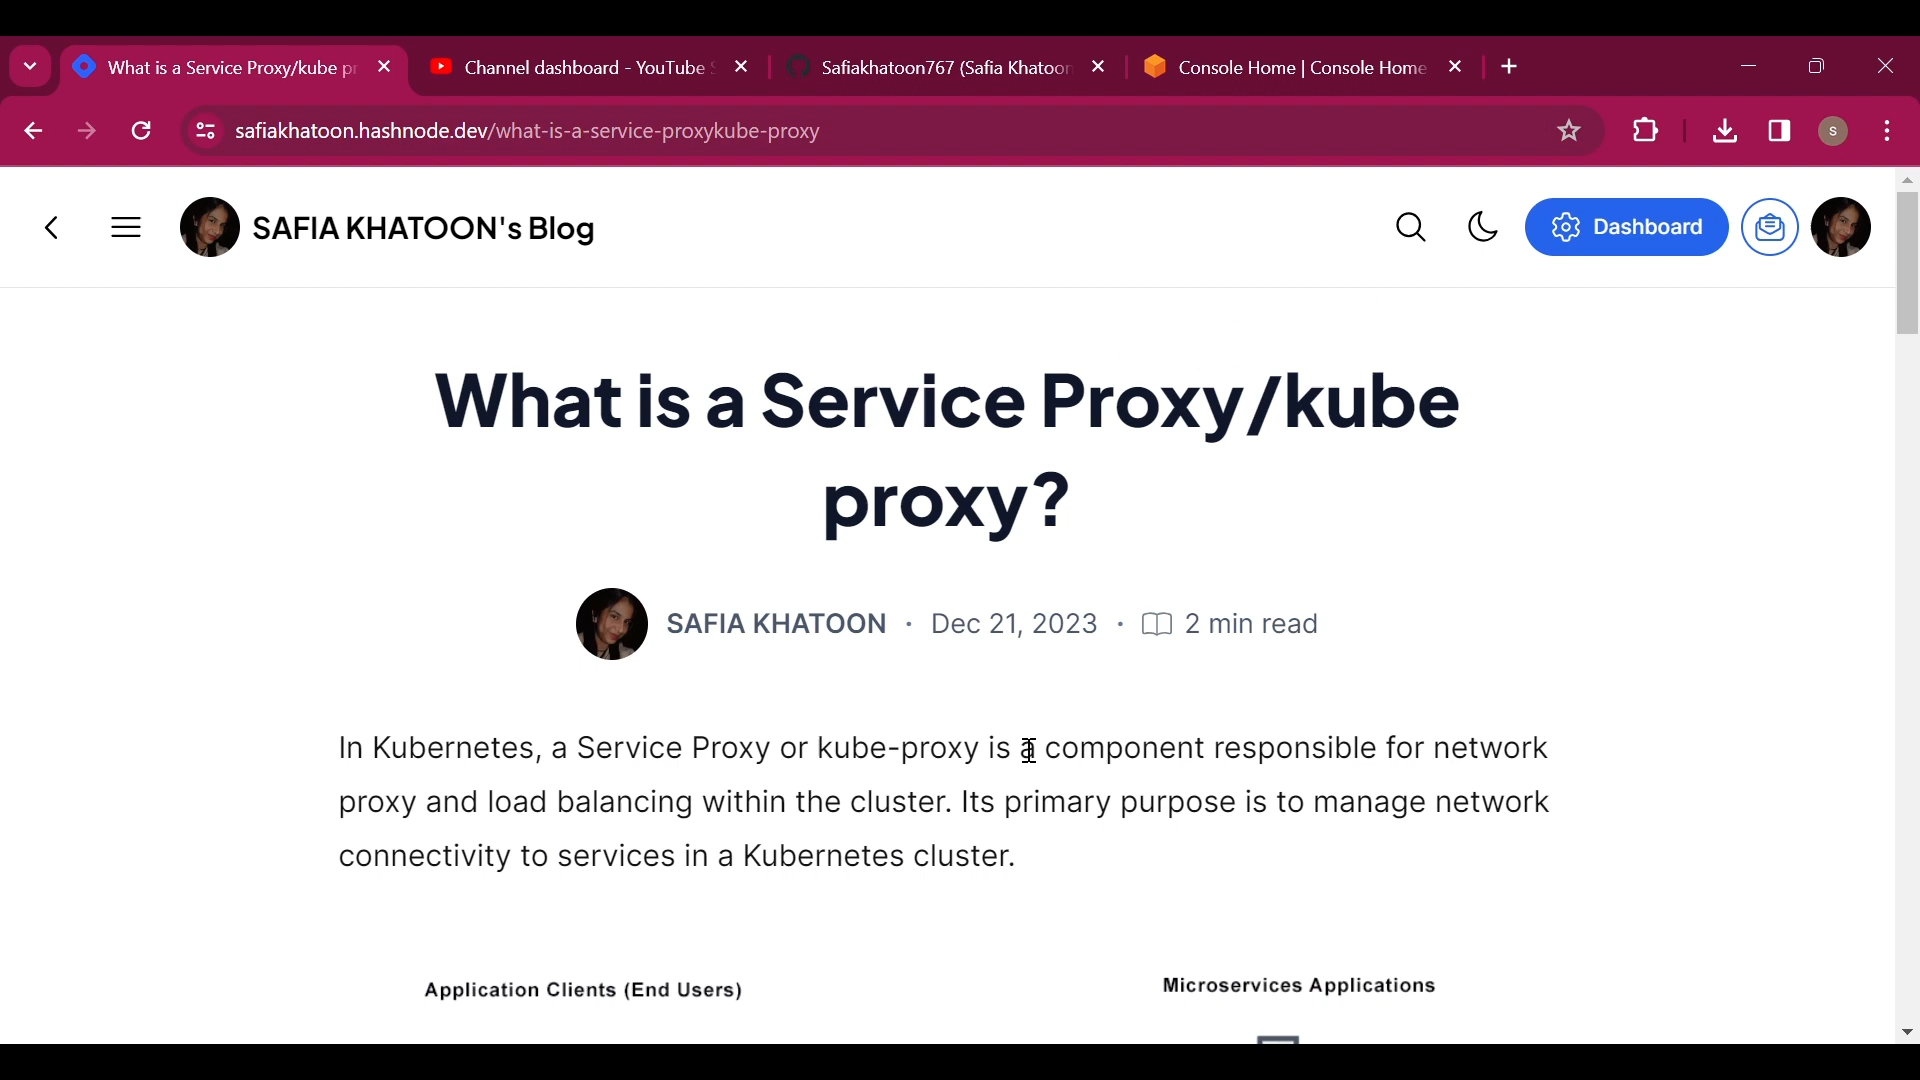 What is a Service Proxy/kube pr
Channel dashboard - YouTube S
Safiakhatoon767 (Safia Khatoon
Console Home | Console Home
safiakhatoon.hashnode.dev/what-is-a-service-proxykube-proxy
s
SAFIA KHATOON's Blog
Dashboard
What is a Service Proxy/kube
proxy?
SAFIA KHATOON · Dec 21, 2023 · 2 min read
In Kubernetes, a Service Proxy or kube-proxy is a component responsible for network
proxy and load balancing within the cluster. Its primary purpose is to manage network
connectivity to services in a Kubernetes cluster.
Application Clients (End Users)
Microservices Applications